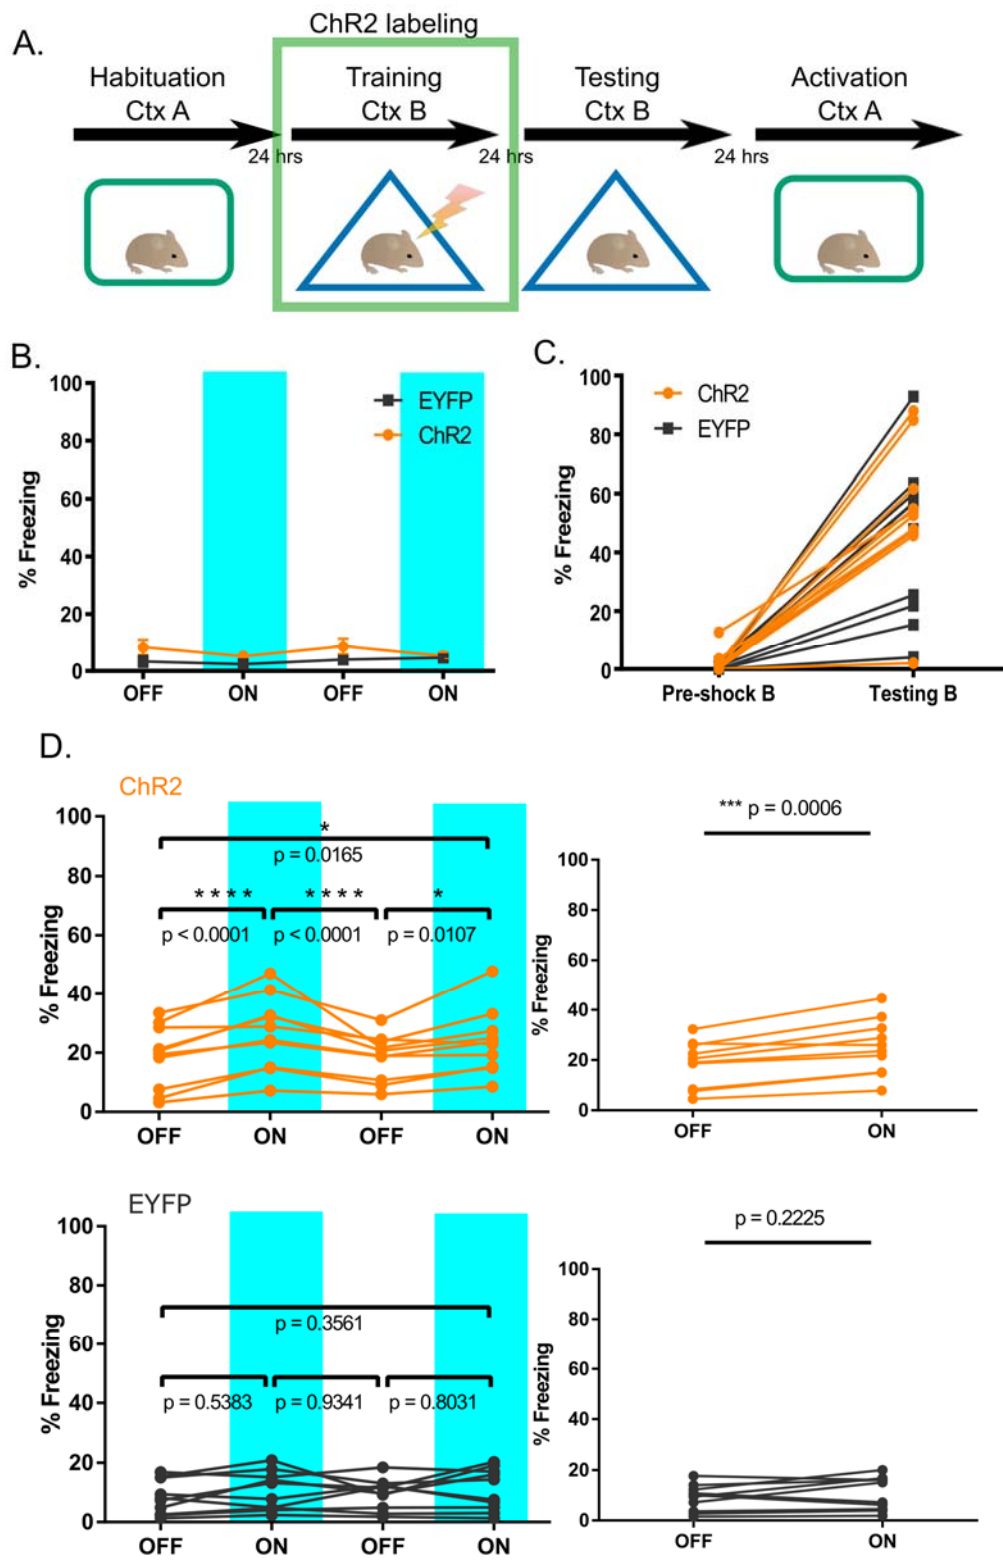 A.
ChR2 labeling
Habituation
Ctx A
Training
Ctx B
Testing
Ctx B
Activation
Ctx A
24 hrs
24 hrs
24 hrs
B.
% Freezing
100
80
60
40
20
0
EYFP
ChR2
OFF
ON
OFF
ON
C.
% Freezing
100
80
60
40
20
0
ChR2
EYFP
Pre-shock B
Testing B
D.
ChR2
% Freezing
100
80
60
40
20
0
*
p = 0.0165
****
****
*
p < 0.0001
p < 0.0001
p = 0.0107
OFF
ON
OFF
ON
*** p = 0.0006
% Freezing
100
80
60
40
20
0
OFF
ON
EYFP
% Freezing
100
80
60
40
20
0
p = 0.3561
p = 0.5383
p = 0.9341
p = 0.8031
OFF
ON
OFF
ON
p = 0.2225
% Freezing
100
80
60
40
20
0
OFF
ON